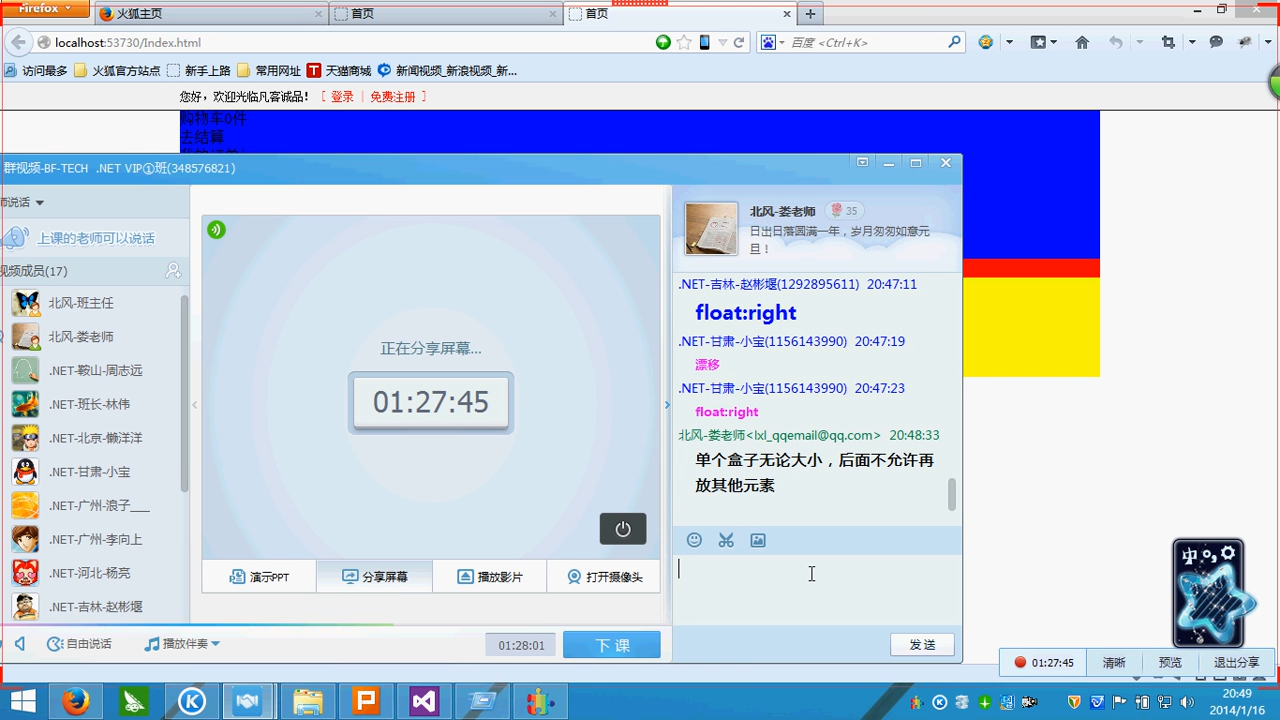 Firefox
火狐主页
首页
首页
localhost:53730/Index.html
百度 <Ctrl+K>
访问最多
火狐官方站点
新手上路
常用网址
天猫商城
新闻视频_新浪视频_新...
您好，欢迎光临凡客诚品! [ 登录 | 免费注册 ]
购物车0件
去结算
群视频-BF-TECH .NET VIP①班(348576821)
师说话
上课的老师可以说话
视频成员(17)
北风-班主任
北风-娄老师
.NET-鞍山-周志远
.NET-班长-林伟
.NET-北京-懒洋洋
.NET-甘肃-小宝
.NET-广州-浪子___
.NET-广州-李向上
.NET-河北-杨亮
.NET-吉林-赵彬堰
正在分享屏幕...
01:27:45
演示PPT
分享屏幕
播放影片
打开摄像头
自由说话
播放伴奏
01:28:01
下 课
北风-娄老师
35
日出日落圆满一年，岁月匆匆如意元
旦！
.NET-吉林-赵彬堰(1292895611) 20:47:11
float:right
.NET-甘肃-小宝(1156143990) 20:47:19
漂移
.NET-甘肃-小宝(1156143990) 20:47:23
float:right
北风-娄老师<lxl_qqemail@qq.com> 20:48:33
单个盒子无论大小，后面不允许再
放其他元素
发送
中
01:27:45
清晰
预览
退出分享
20:49
2014/1/16